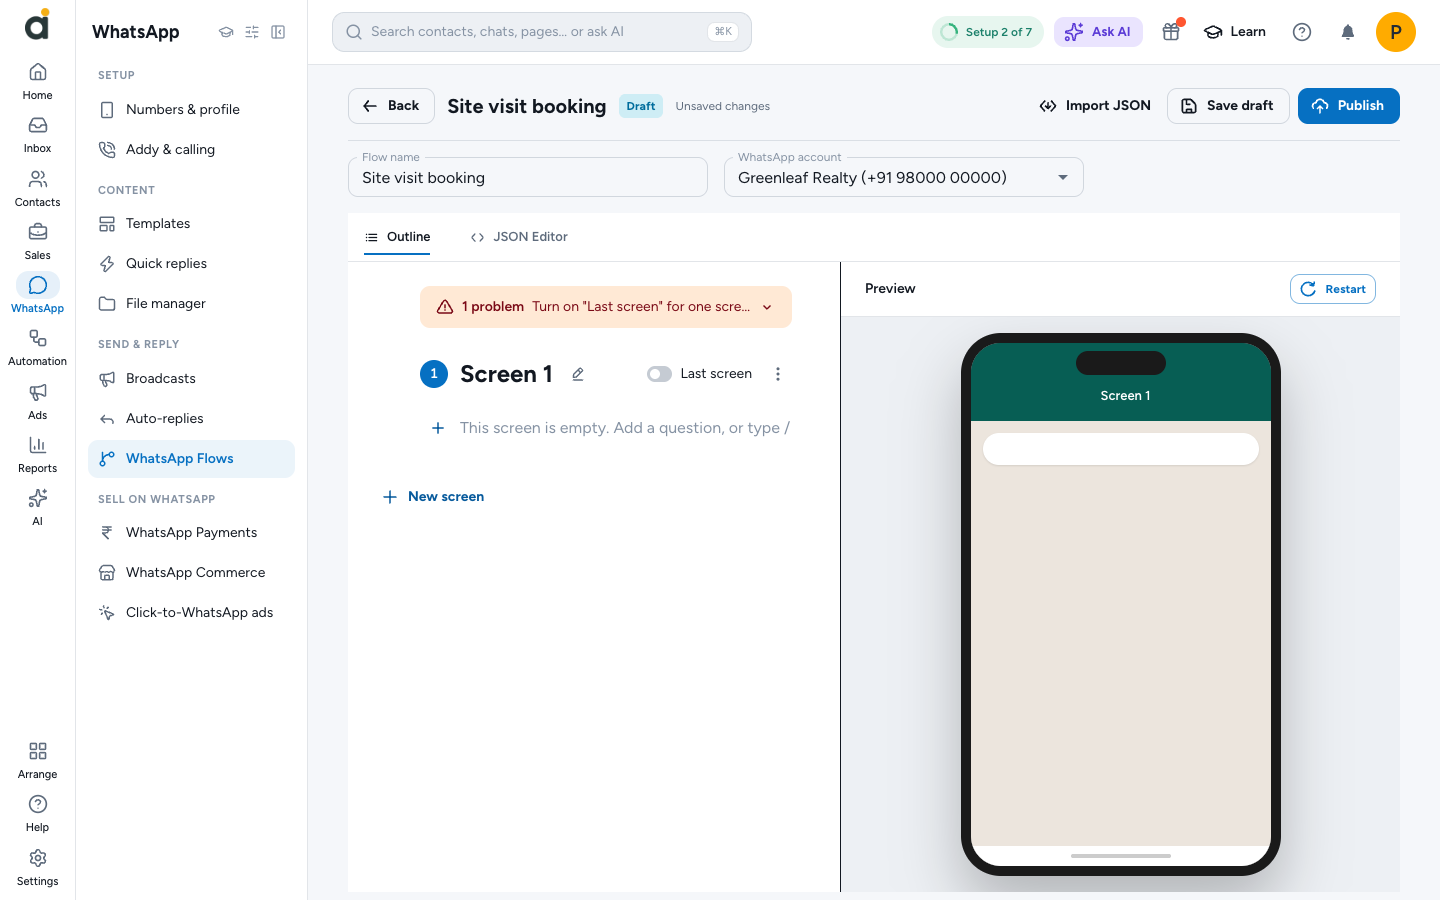 Home
Inbox
Contacts
Sales
WhatsApp
Automation
Ads
Reports
AI
Arrange
Help
Settings
WhatsApp
SETUP
Numbers & profile
Addy & calling
CONTENT
Templates
Quick replies
File manager
SEND & REPLY
Broadcasts
Auto-replies
WhatsApp Flows
SELL ON WHATSAPP
WhatsApp Payments
WhatsApp Commerce
Click-to-WhatsApp ads
Search contacts, chats, pages... or ask AI ⌘K
Setup 2 of 7
Ask AI
Learn
P
Back
Site visit booking
Draft
Unsaved changes
Import JSON
Save draft
Publish
Flow name
Site visit booking
WhatsApp account
Greenleaf Realty (+91 98000 00000)
Outline
JSON Editor
1 problem Turn on "Last screen" for one scre...
1 Screen 1
Last screen
This screen is empty. Add a question, or type /
New screen
Preview
Restart
Screen 1